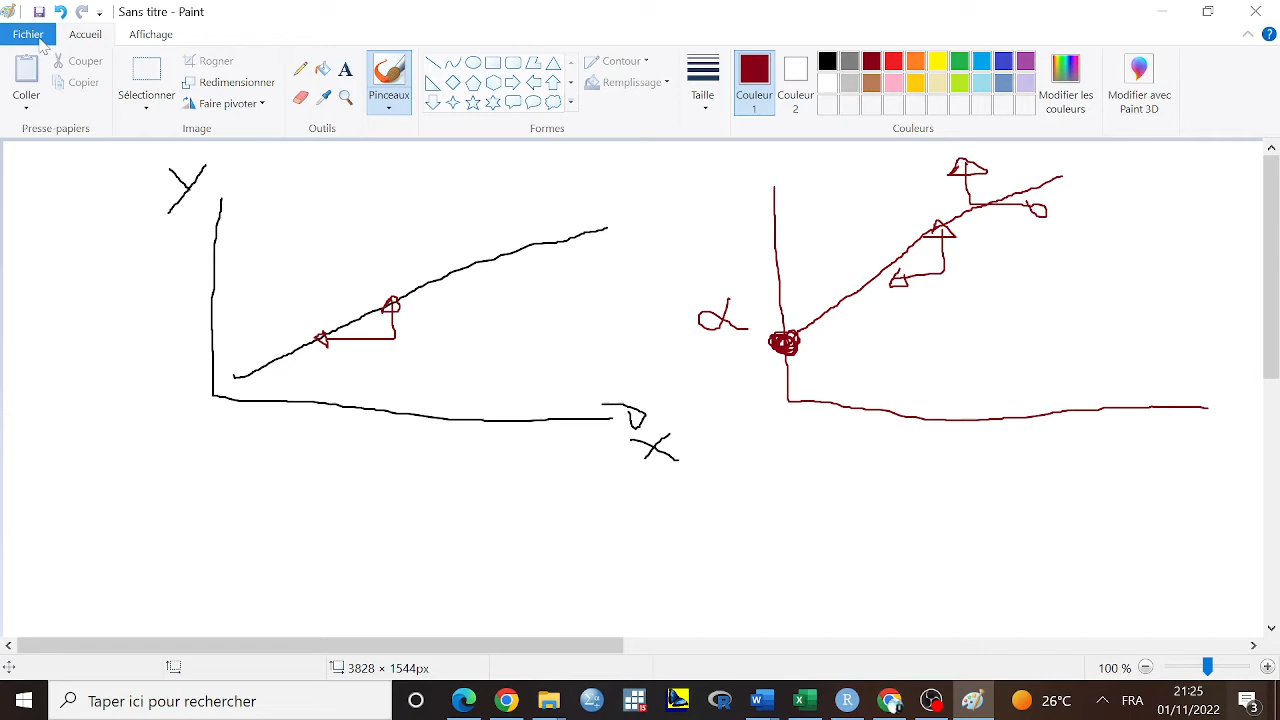 Sans titre - Paint
Fichier Accueil Affichage
Coller
Couper
Copier
Presse-papiers
Sélectionner
Rogner
Redimensionner
Faire pivoter
Image
Outils
Pinceaux
Formes
Contour
Remplissage
Taille
Couleur 1
Couleur 2
Couleurs
Modifier les couleurs
Modifier avec Paint 3D
Y
X
α
3828 × 1544px
100 %
Taper ici pour rechercher
26°C
FRA
21:25
01/11/2022
3